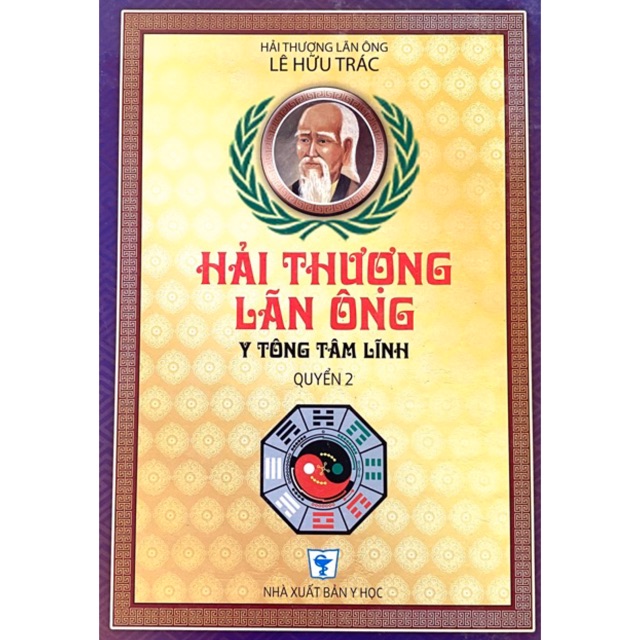 HẢI THƯỢNG LÃN ÔNG
LÊ HỮU TRÁC
HẢI THƯỢNG
LÃN ÔNG
Y TÔNG TÂM LĨNH
QUYỂN 2
NHÀ XUẤT BẢN Y HỌC